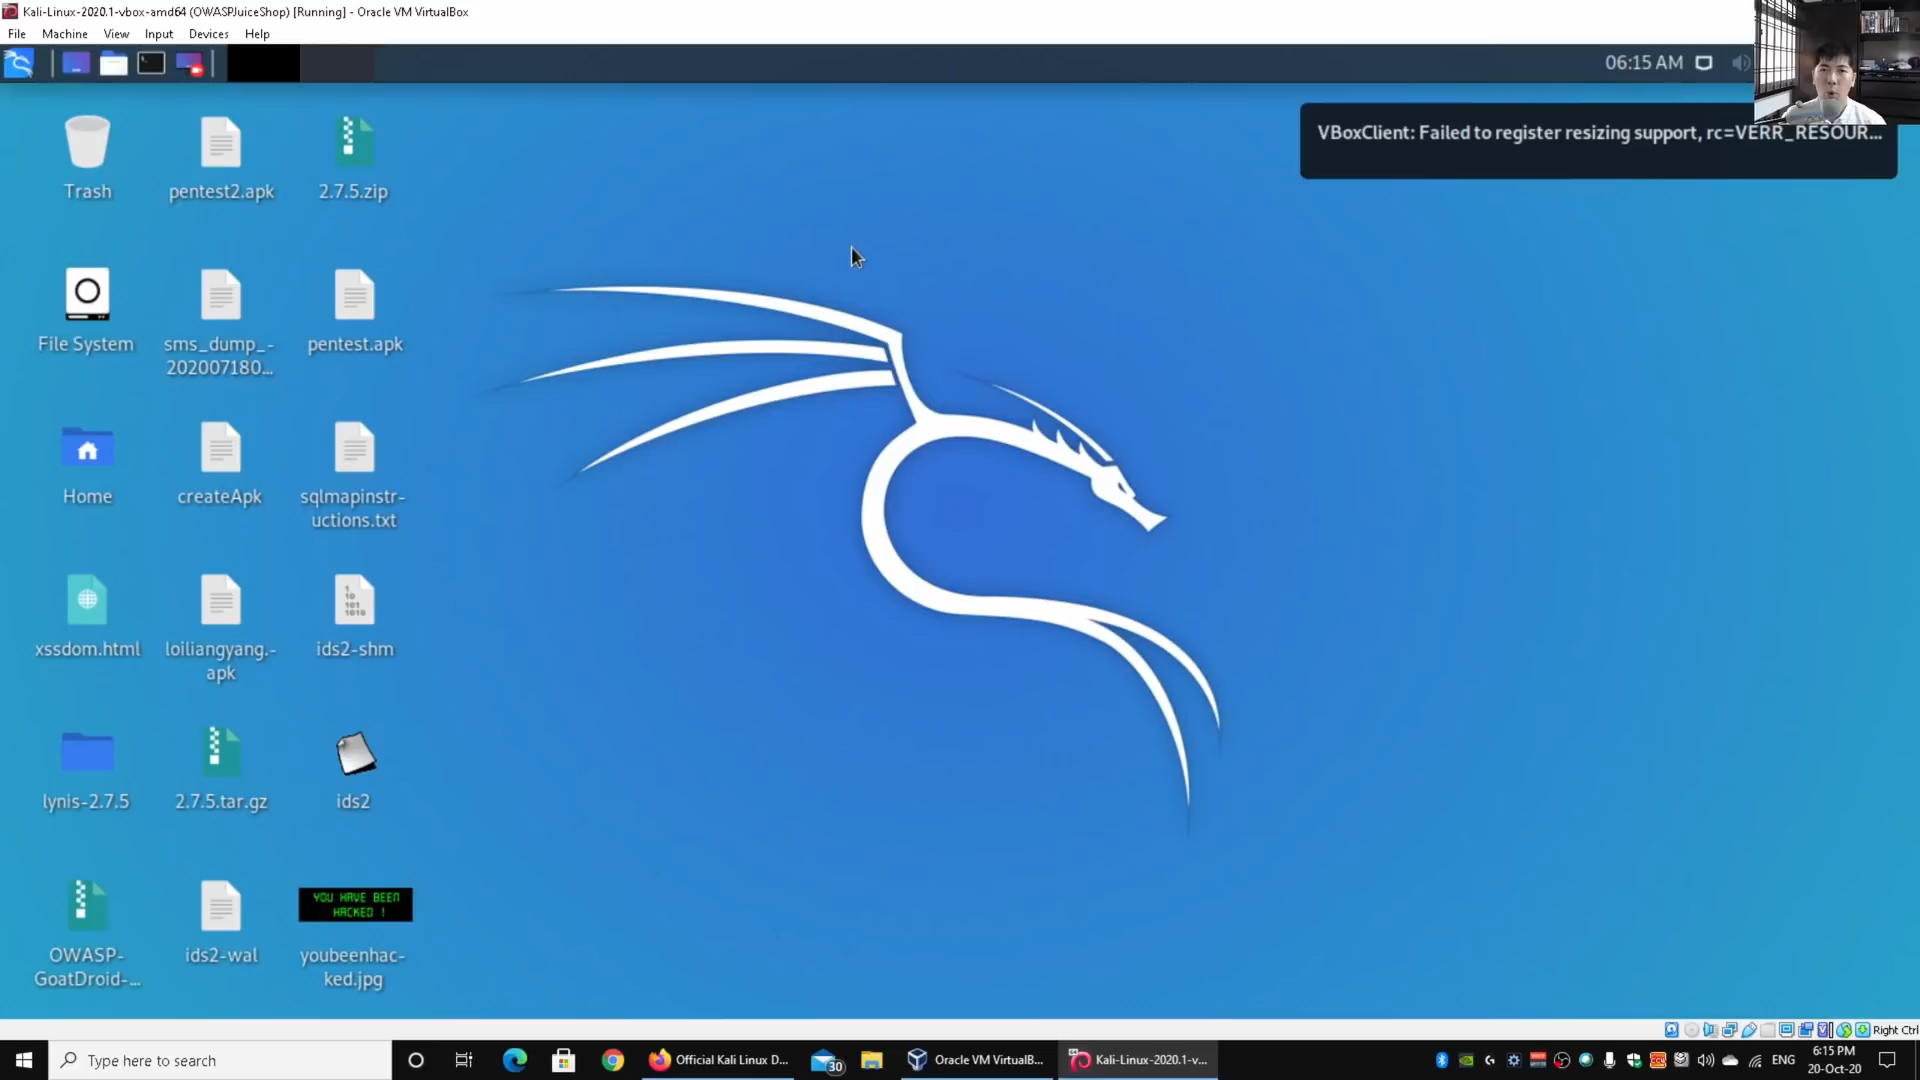 Kali-Linux-2020.1-vbox-amd64 (OWASPJuiceShop) [Running] - Oracle VM VirtualBox
File Machine View Input Devices Help
06:15 AM
VBoxClient: Failed to register resizing support, rc=VERR_RESOUR...
Trash
pentest2.apk
2.7.5.zip
File System
sms_dump_-
202007180...
pentest.apk
Home
createApk
sqlmapinstr-
uctions.txt
xssdom.html
loiliangyang.-
apk
1
10
101
1010
ids2-shm
lynis-2.7.5
2.7.5.tar.gz
ids2
OWASP-
GoatDroid-...
ids2-wal
YOU HAVE BEEN
HACKED !
youbeenhac-
ked.jpg
Right Ctrl
Type here to search
Official Kali Linux D...
30
Oracle VM VirtualB...
Kali-Linux-2020.1-v...
ENG
6:15 PM
20-Oct-20